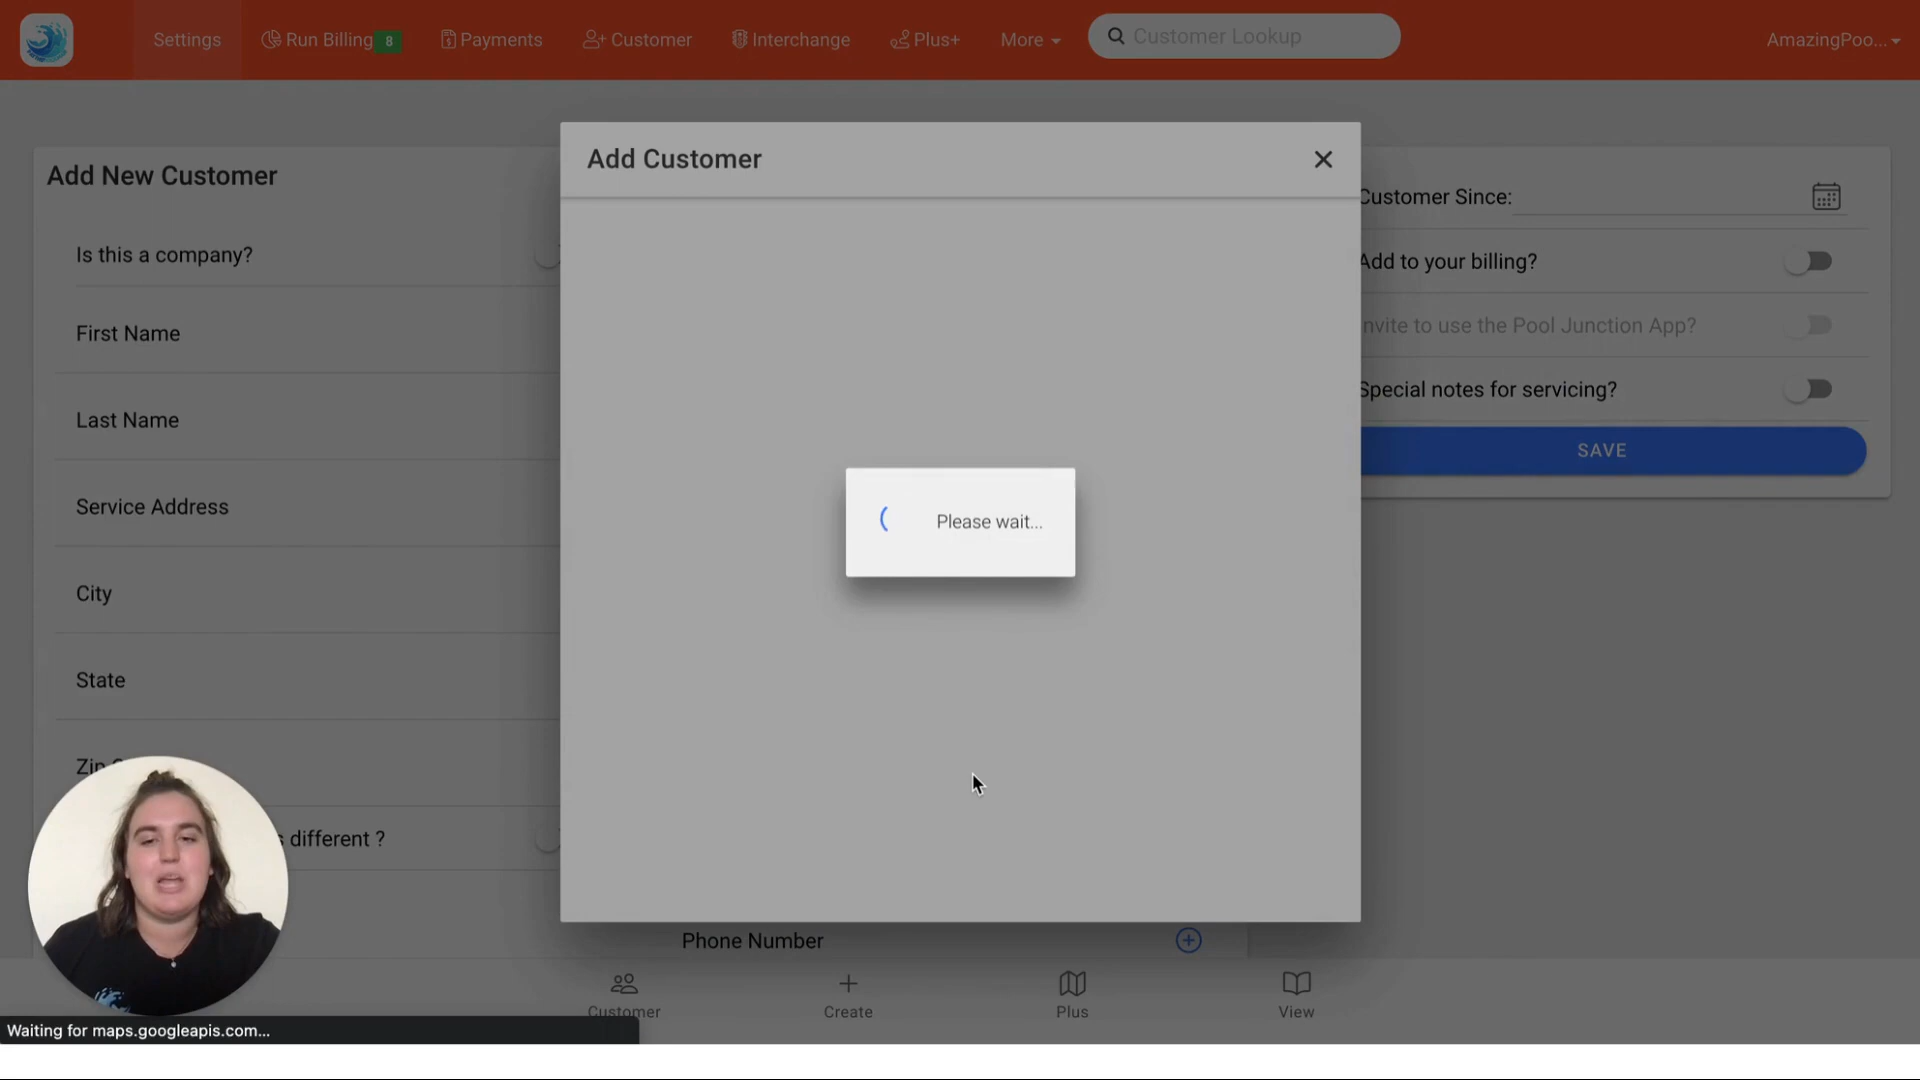 Settings
Run Billing 8
Payments
Customer
Interchange
Plus+
More
Customer Lookup
AmazingPoo...
Add New Customer
Is this a company?
First Name
Last Name
Service Address
City
State
s different ?
Add Customer
Please wait...
Customer Since:
Add to your billing?
nvite to use the Pool Junction App?
Special notes for servicing?
SAVE
Phone Number
Customer
Create
Plus
View
Waiting for maps.googleapis.com...